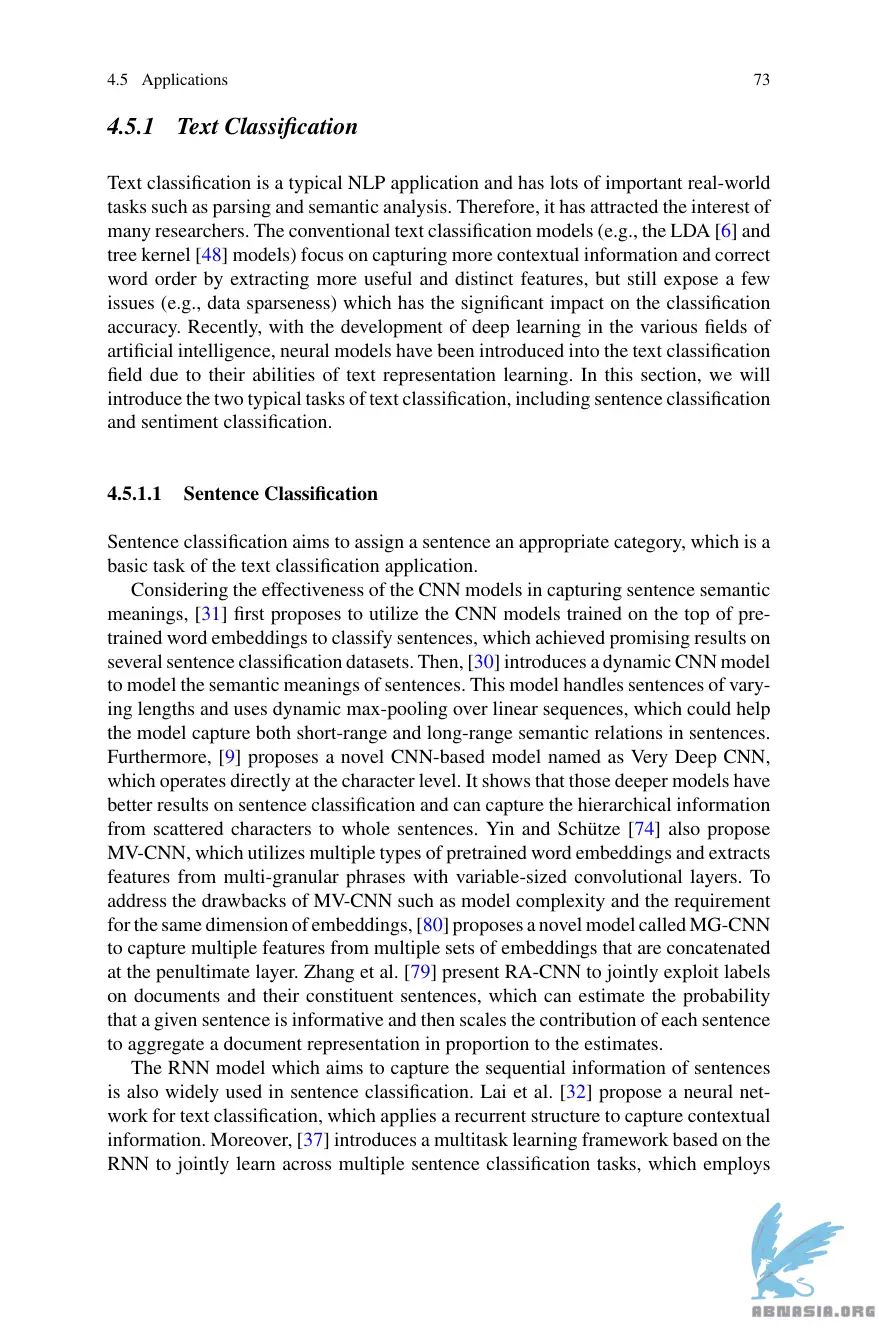 4.5 Applications 73
4.5.1 Text Classification
Text classification is a typical NLP application and has lots of important real-world
tasks such as parsing and semantic analysis. Therefore, it has attracted the interest of
many researchers. The conventional text classification models (e.g., the LDA [6] and
tree kernel [48] models) focus on capturing more contextual information and correct
word order by extracting more useful and distinct features, but still expose a few
issues (e.g., data sparseness) which has the significant impact on the classification
accuracy. Recently, with the development of deep learning in the various fields of
artificial intelligence, neural models have been introduced into the text classification
field due to their abilities of text representation learning. In this section, we will
introduce the two typical tasks of text classification, including sentence classification
and sentiment classification.
4.5.1.1 Sentence Classification
Sentence classification aims to assign a sentence an appropriate category, which is a
basic task of the text classification application.
Considering the effectiveness of the CNN models in capturing sentence semantic
meanings, [31] first proposes to utilize the CNN models trained on the top of pre-
trained word embeddings to classify sentences, which achieved promising results on
several sentence classification datasets. Then, [30] introduces a dynamic CNN model
to model the semantic meanings of sentences. This model handles sentences of vary-
ing lengths and uses dynamic max-pooling over linear sequences, which could help
the model capture both short-range and long-range semantic relations in sentences.
Furthermore, [9] proposes a novel CNN-based model named as Very Deep CNN,
which operates directly at the character level. It shows that those deeper models have
better results on sentence classification and can capture the hierarchical information
from scattered characters to whole sentences. Yin and Schütze [74] also propose
MV-CNN, which utilizes multiple types of pretrained word embeddings and extracts
features from multi-granular phrases with variable-sized convolutional layers. To
address the drawbacks of MV-CNN such as model complexity and the requirement
for the same dimension of embeddings, [80] proposes a novel model called MG-CNN
to capture multiple features from multiple sets of embeddings that are concatenated
at the penultimate layer. Zhang et al. [79] present RA-CNN to jointly exploit labels
on documents and their constituent sentences, which can estimate the probability
that a given sentence is informative and then scales the contribution of each sentence
to aggregate a document representation in proportion to the estimates.
The RNN model which aims to capture the sequential information of sentences
is also widely used in sentence classification. Lai et al. [32] propose a neural net-
work for text classification, which applies a recurrent structure to capture contextual
information. Moreover, [37] introduces a multitask learning framework based on the
RNN to jointly learn across multiple sentence classification tasks, which employs
ABNASIA.ORG